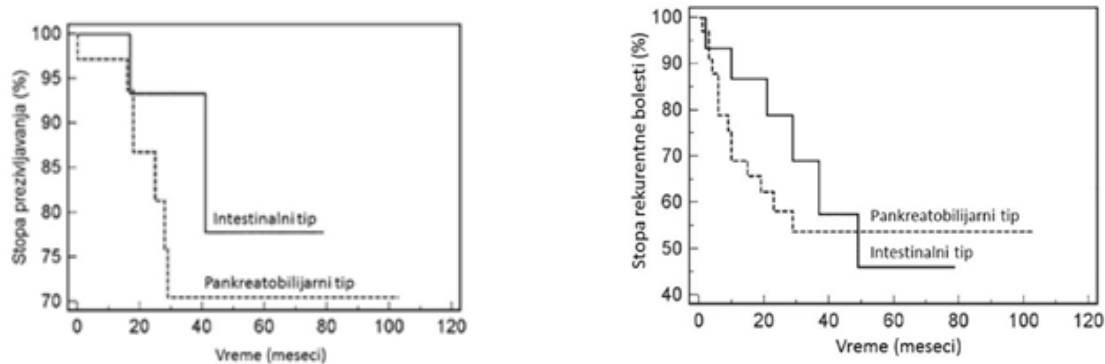 Stopa preživljavanja (%)
100
95
90
85
80
75
70
Intestinalni tip
Pankreatobilijarni tip
0 20 40 60 80 100 120
Vreme (meseci)
Stopa rekurentne bolesti (%)
100
90
80
70
60
50
40
Pankreatobilijarni tip
Intestinalni tip
0 20 40 60 80 100 120
Vreme (meseci)